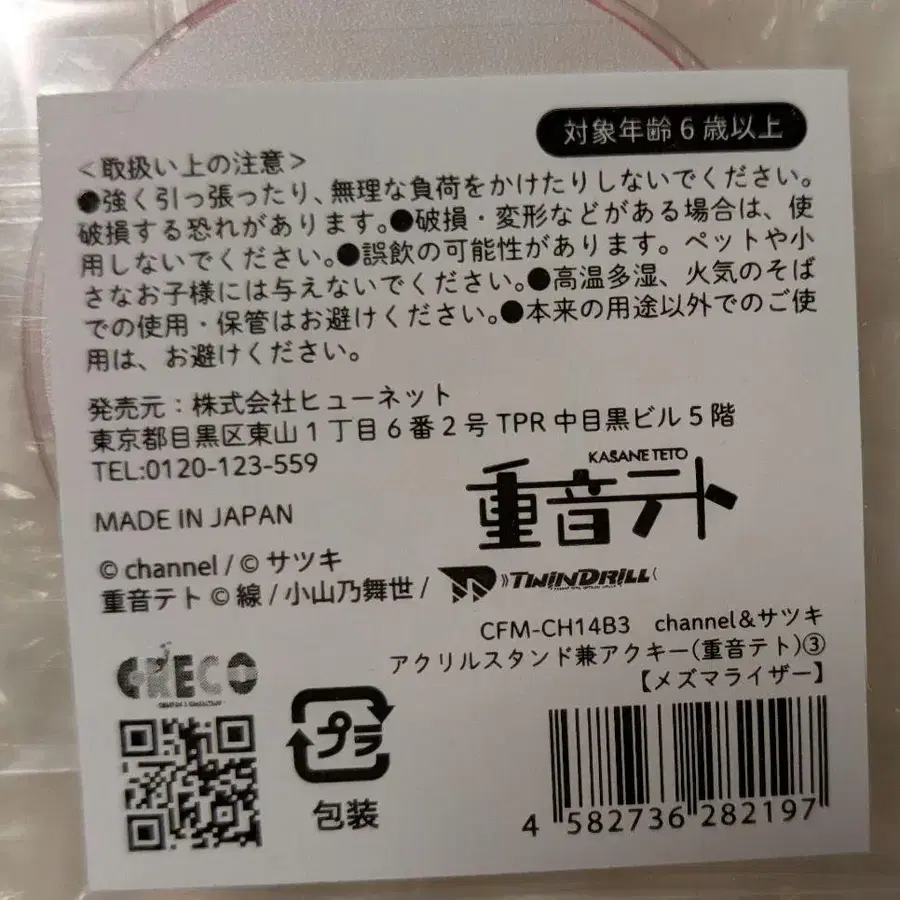 対象年齢6歳以上
＜取扱い上の注意＞
●強く引っ張ったり、無理な負荷をかけたりしないでください。
破損する恐れがあります。●破損・変形などがある場合は、使
用しないでください。●誤飲の可能性があります。ペットや小
さなお子様には与えないでください。●高温多湿、火気のそば
での使用・保管はお避けください。●本来の用途以外でのご使
用は、お避けください。
発売元：株式会社ヒューネット
東京都目黒区東山1丁目6番2号 TPR 中目黒ビル5階
TEL:0120-123-559
KASANE TETO
重音テト
MADE IN JAPAN
© channel / © サツキ
重音テト © 線 / 小山乃舞世 / TWINDRILL
CFM-CH14B3 channel&サツキ
アクリルスタンド兼アクキー(重音テト)③
【メズマライザー】
CRECO
プラ
包装
4 582736 282197